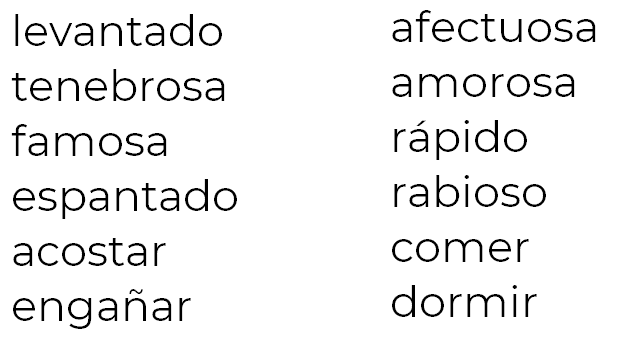 levantado
tenebrosa
famosa
espantado
acostar
engañar
afectuosa
amorosa
rápido
rabioso
comer
dormir